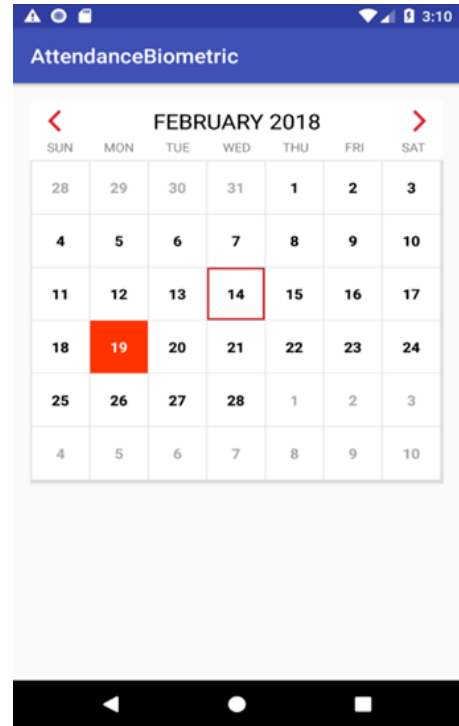 3:10
AttendanceBiometric
FEBRUARY 2018
SUN MON TUE WED THU FRI SAT
28 29 30 31 1 2 3
4 5 6 7 8 9 10
11 12 13 14 15 16 17
18 19 20 21 22 23 24
25 26 27 28 1 2 3
4 5 6 7 8 9 10